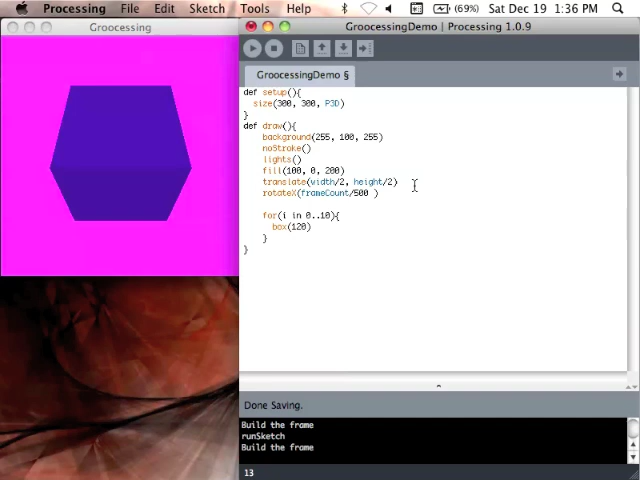 Processing File Edit Sketch Tools Help (69%) Sat Dec 19 1:36 PM
Groocessing
GroocessingDemo | Processing 1.0.9
GroocessingDemo §
def setup(){
size(300, 300, P3D)
}
def draw(){
background(255, 100, 255)
noStroke()
lights()
fill(100, 0, 200)
translate(width/2, height/2)
rotateX(frameCount/500 )
for(i in 0..10){
box(120)
}
}
Done Saving.
Build the frame
runSketch
Build the frame
13